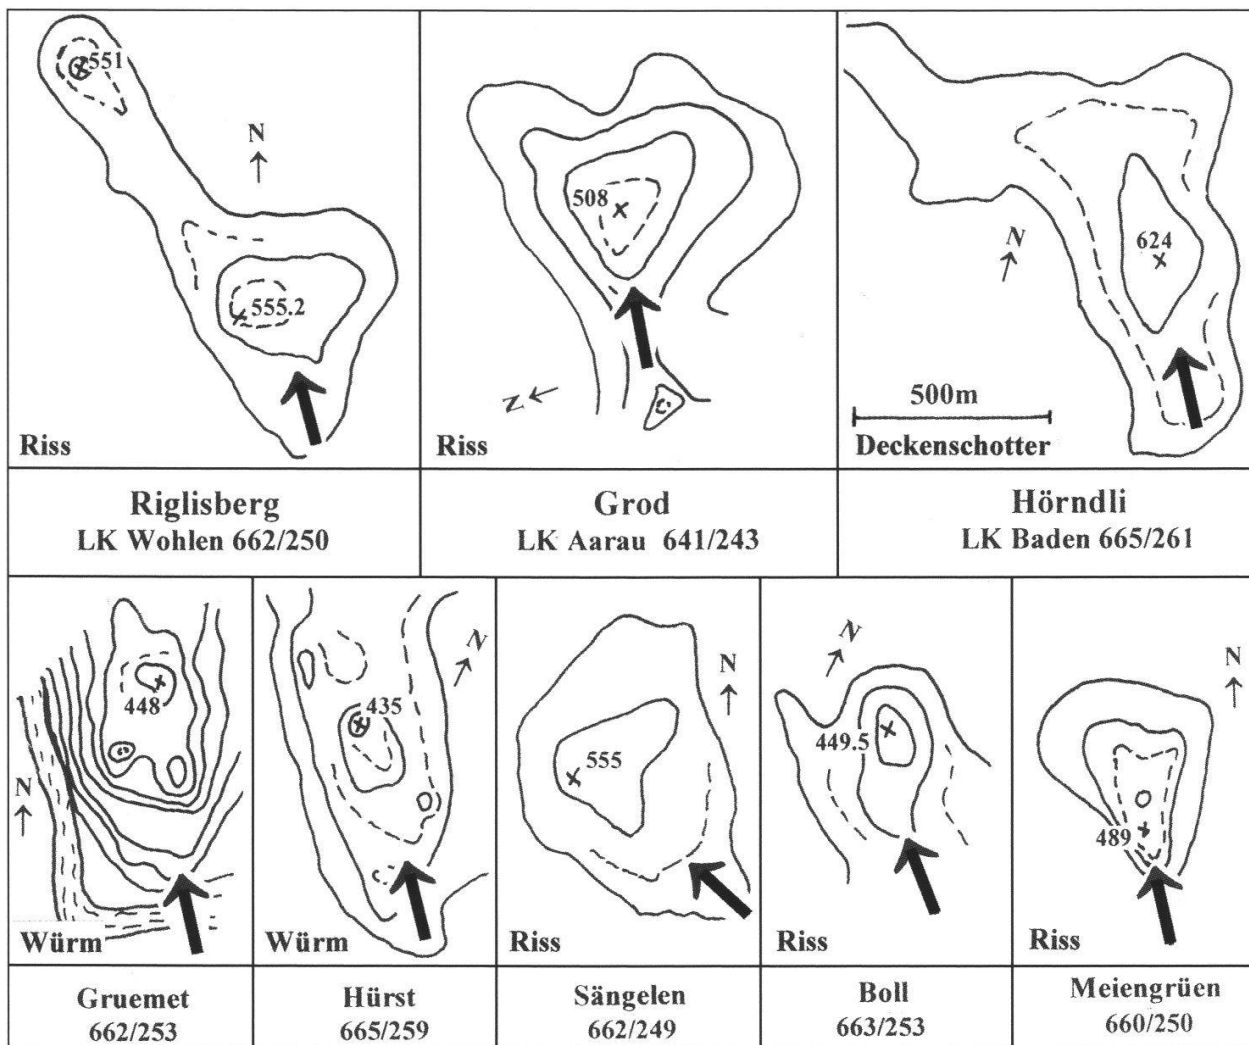 551
N
555.2
Riss
Riglisberg
LK Wohlen 662/250
508
N
Riss
Grod
LK Aarau 641/243
N
624
500m
Deckenschotter
Hörndli
LK Baden 665/261
448
N
Würm
Gruemet
662/253
N
435
Würm
Hürst
665/259
N
555
Riss
Sängelen
662/249
N
449.5
Riss
Boll
663/253
N
489
Riss
Meiengrüen
660/250